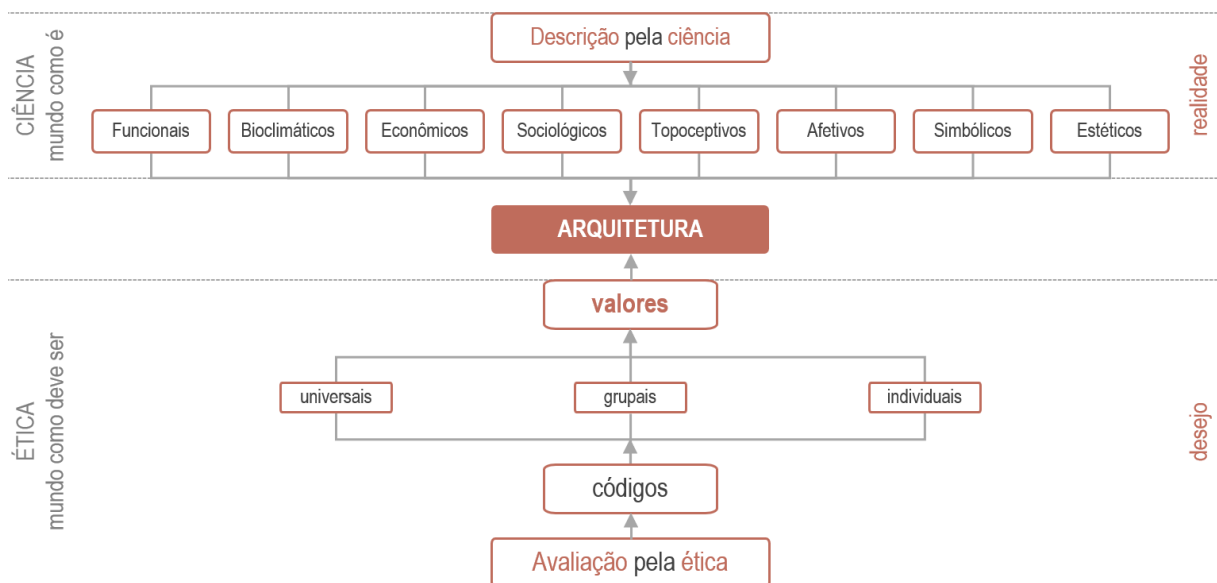 CIÊNCIA
mundo como é
Descrição pela ciência
realidade
Funcionais
Bioclimáticos
Econômicos
Sociológicos
Topoceptivos
Afetivos
Simbólicos
Estéticos
ARQUITETURA
ÉTICA
mundo como deve ser
valores
universais
grupais
individuais
desejo
códigos
Avaliação pela ética